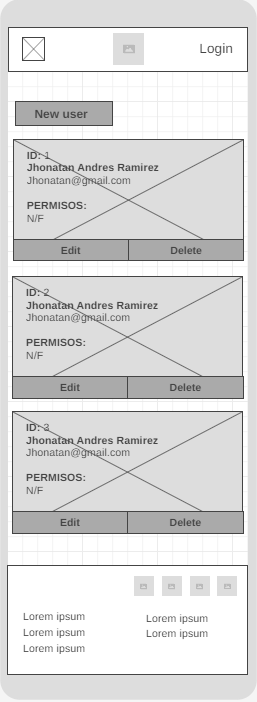 Login
New user
ID: 1
Jhonatan Andres Ramirez
Jhonatan@gmail.com
PERMISOS:
N/F
Edit Delete
ID: 2
Jhonatan Andres Ramirez
Jhonatan@gmail.com
PERMISOS:
N/F
Edit Delete
ID: 3
Jhonatan Andres Ramirez
Jhonatan@gmail.com
PERMISOS:
N/F
Edit Delete
Lorem ipsum
Lorem ipsum
Lorem ipsum
Lorem ipsum
Lorem ipsum